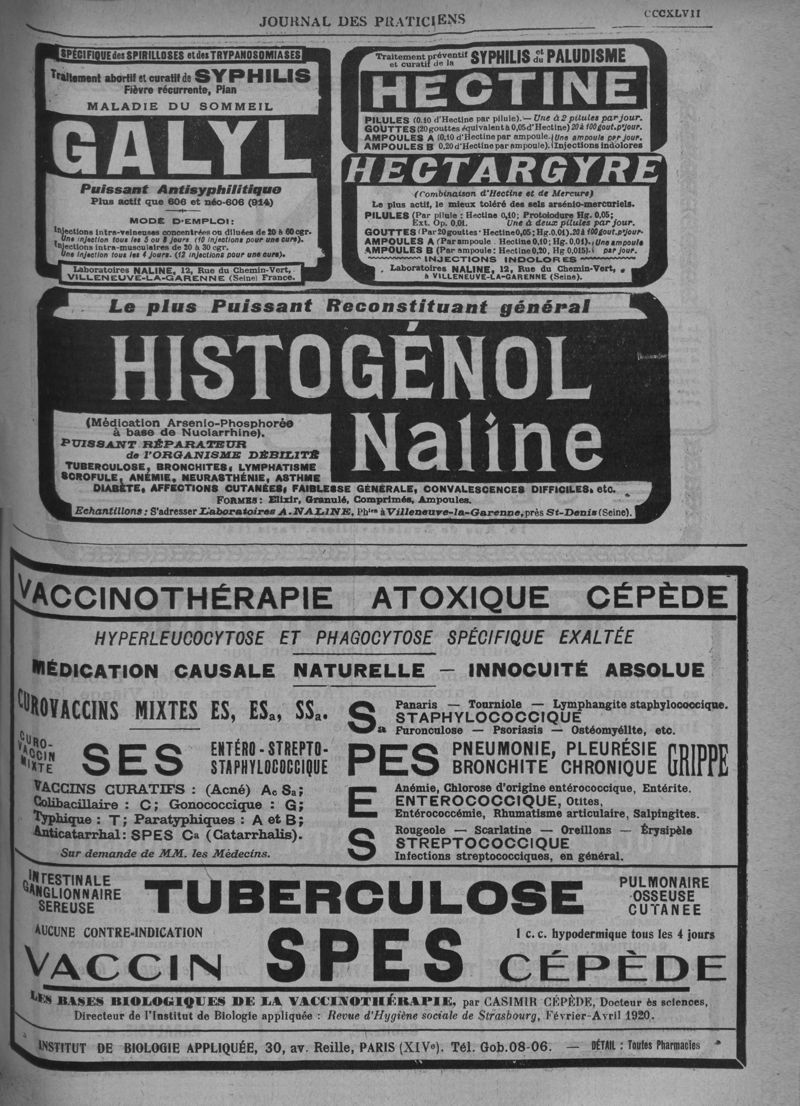 JOURNAL DES PRATICIENS
CCCXLVII
SPÉCIFIQUE des SPIRILLOSES et des TRYPANOSOMIASES
Traitement abortif et curatif de SYPHILIS
Fièvre récurrente, Pian
MALADIE DU SOMMEIL
GALYL
Puissant Antisyphilitique
Plus actif que 606 et néo-606 (914)
MODE D'EMPLOI:
Injections intra-veineuses concentrées ou diluées de 20 à 60 cgr.
Une injection tous les 5 ou 8 jours (10 injections pour une cure).
Injections intra-musculaires de 20 à 30 cgr.
Une injection tous les 4 jours. (12 injections pour une cure).
Laboratoires NALINE, 12, Rue du Chemin-Vert,
VILLENEUVE-LA-GARENNE (Seine) France.
Traitement préventif et curatif de la SYPHILIS et du PALUDISME
HECTINE
PILULES (0.10 d'Hectine par pilule). — Une à 2 pilules par jour.
GOUTTES (20 gouttes équivalent à 0,05 d'Hectine) 20 à 100 gout. p. jour.
AMPOULES A (0,10 d'Hectine par ampoule. (Une ampoule par jour.
AMPOULES B 0,20 d'Hectine par ampoule). (Injections indolores
HECTARGYRE
(Combinaison d'Hectine et de Mercure)
Le plus actif, le mieux toléré des sels arsénio-mercuriels.
PILULES (Par pilule : Hectine 0,10; Protoiodure Hg. 0,05;
Ext. Op. 0,01. Une à deux pilules par jour.
GOUTTES (Par 20 gouttes : Hectine 0,05; Hg. 0,01). 20 à 100 gout. p. jour.
AMPOULES A (Par ampoule : Hectine 0,10; Hg. 0,01). Une ampoule
AMPOULES B (Par ampoule : Hectine 0,20, Hg. 0,015). par jour.
INJECTIONS INDOLORES
Laboratoires NALINE, 12, Rue du Chemin-Vert,
à VILLENEUVE-LA-GARENNE (Seine).
Le plus Puissant Reconstituant général
HISTOGÉNOL
Naline
(Médication Arsenio-Phosphorée
à base de Nuclarrhine).
PUISSANT RÉPARATEUR
de l'ORGANISME DÉBILITÉ
TUBERCULOSE, BRONCHITES, LYMPHATISME
SCROFULE, ANÉMIE, NEURASTHÉNIE, ASTHME
DIABÈTE, AFFECTIONS CUTANÉES, FAIBLESSE GÉNÉRALE, CONVALESCENCES DIFFICILES, etc.
FORMES : Elixir, Granulé, Comprimés, Ampoules.
Echantillons : S'adresser Laboratoires A. NALINE, Phien à Villeneuve-la-Garenne, près St-Denis (Seine).
VACCINOTHÉRAPIE ATOXIQUE CÉPÈDE
HYPERLEUCOCYTOSE ET PHAGOCYTOSE SPÉCIFIQUE EXALTÉE
MÉDICATION CAUSALE NATURELLE — INNOCUITÉ ABSOLUE
CUROVACCINS MIXTES ES, ESa, SSa.
CURO-VACCIN MIXTE SES ENTÉRO-STREPTO-STAPHYLOCOCCIQUE
VACCINS CURATIFS : (Acné) Ac Sa;
Colibacillaire : C; Gonococcique : G;
Typhique : T; Paratyphiques : A et B;
Anticatarrhal: SPES Ca (Catarrhalis).
Sur demande de MM. les Médecins.
Sa Panaris — Tourniole — Lymphangite staphylococcique.
STAPHYLOCOCCIQUE
Furonculose — Psoriasis — Ostéomyélite, etc.
PES PNEUMONIE, PLEURÉSIE
BRONCHITE CHRONIQUE GRIPPE
E Anémie, Chlorose d'origine entérococcique, Entérite.
ENTEROCOCCIQUE, Otites,
Entérococcémie, Rhumatisme articulaire, Salpingites.
S Rougeole — Scarlatine — Oreillons — Érysipèle
STREPTOCOCCIQUE
Infections streptococciques, en général.
INTESTINALE
GANGLIONNAIRE
SEREUSE
TUBERCULOSE
PULMONAIRE
OSSEUSE
CUTANEE
AUCUNE CONTRE-INDICATION
1 c. c. hypodermique tous les 4 jours
VACCIN SPES CÉPÈDE
LES BASES BIOLOGIQUES DE LA VACCINOTHÉRAPIE, par CASIMIR CÉPÈDE, Docteur ès sciences,
Directeur de l'Institut de Biologie appliquée : Revue d'Hygiène sociale de Strasbourg, Février-Avril 1920.
INSTITUT DE BIOLOGIE APPLIQUÉE, 30, av. Reille, PARIS (XIVe). Tél. Gob. 08-06. — DÉTAIL : Toutes Pharmacies